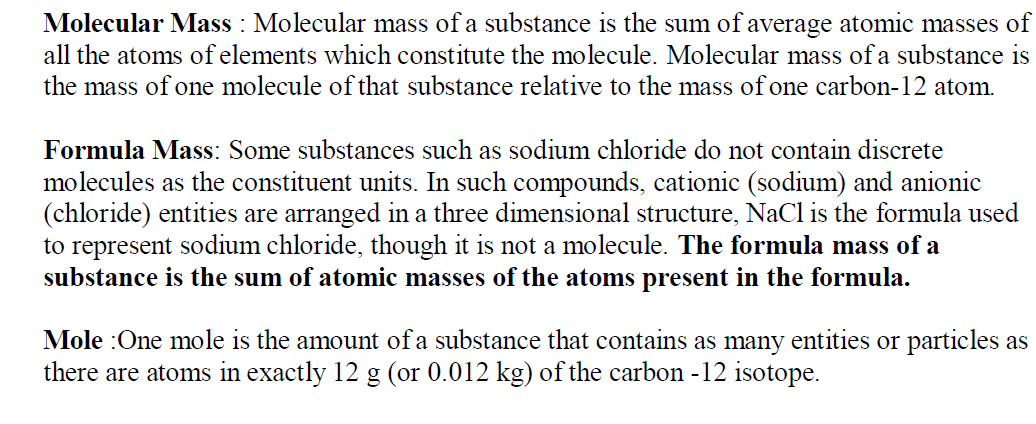 Molecular Mass : Molecular mass of a substance is the sum of average atomic masses of
all the atoms of elements which constitute the molecule. Molecular mass of a substance is
the mass of one molecule of that substance relative to the mass of one carbon-12 atom.
Formula Mass: Some substances such as sodium chloride do not contain discrete
molecules as the constituent units. In such compounds, cationic (sodium) and anionic
(chloride) entities are arranged in a three dimensional structure, NaCl is the formula used
to represent sodium chloride, though it is not a molecule. The formula mass of a
substance is the sum of atomic masses of the atoms present in the formula.
Mole :One mole is the amount of a substance that contains as many entities or particles as
there are atoms in exactly 12 g (or 0.012 kg) of the carbon -12 isotope.